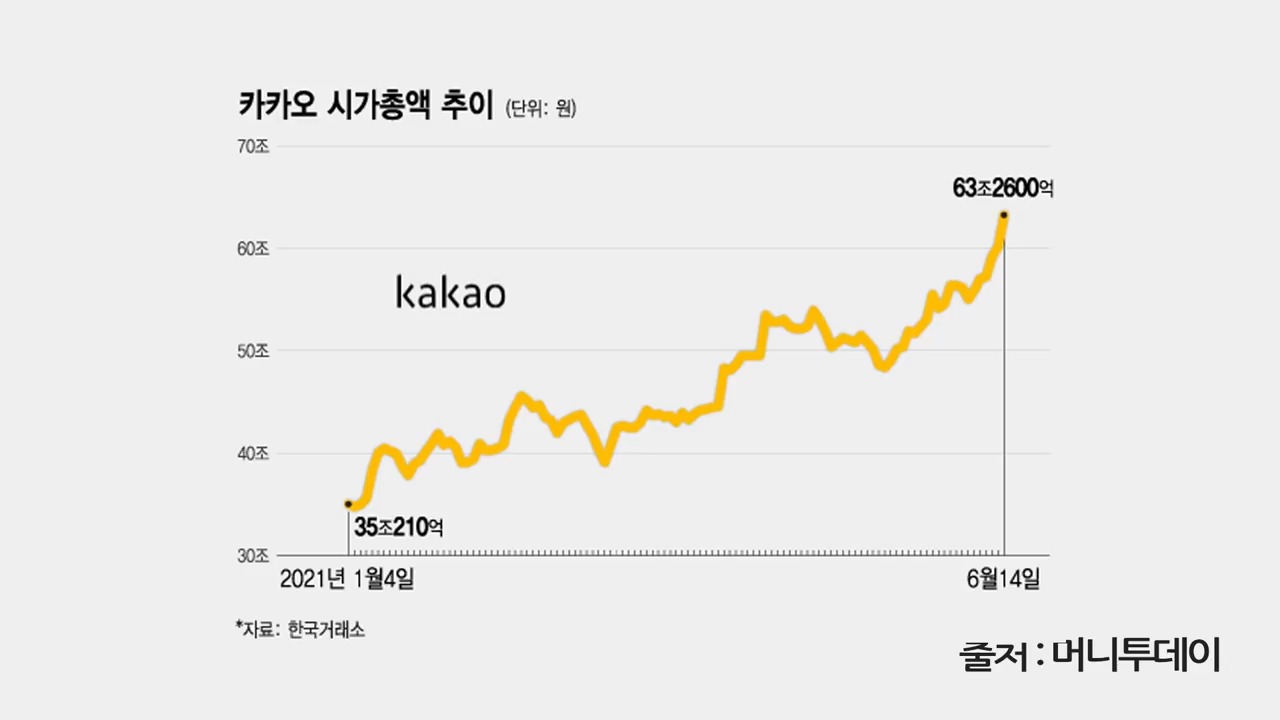 카카오 시가총액 추이 (단위: 원)
70조
63조2600억
60조
kakao
50조
40조
35조210억
30조
2021년 1월4일
6월14일
*자료: 한국거래소
출저 : 머니투데이